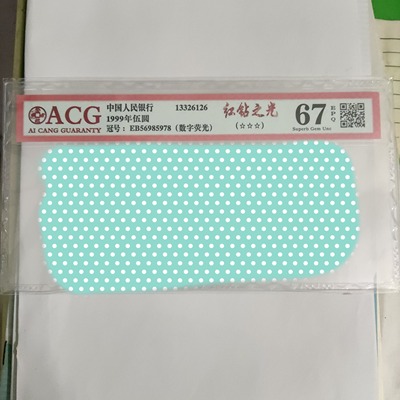 ACG
AI CANG GUARANTY
中国人民银行 13326126
1999年伍圆
冠号：EB56985978（数字荧光）
红钻之光
(☆☆☆)
67 EPQ
Superb Gem Unc